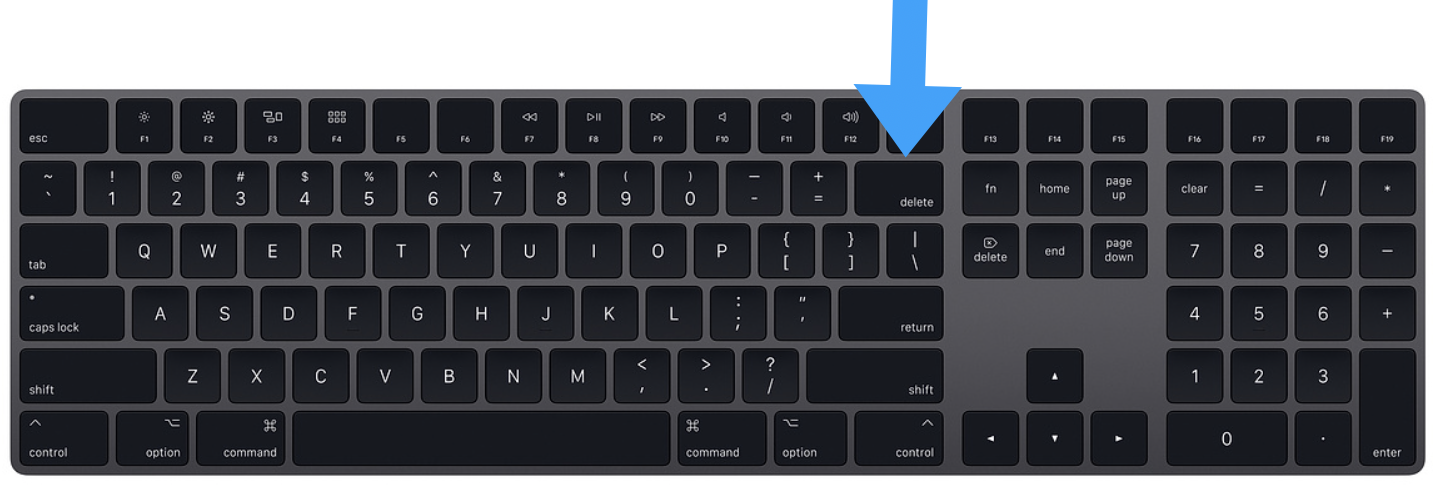 esc F1 F2 F3 F4 F5 F6 F7 F8 F9 F10 F11 F12 F13 F14 F15 F16 F17 F18 F19
~ ! @ # $ % ^ & * ( ) — +
` 1 2 3 4 5 6 7 8 9 0 - = delete fn home page up clear = / *
tab Q W E R T Y U I O P { [ } ] | \ delete end page down 7 8 9 −
caps lock A S D F G H J K L : ; " ' return 4 5 6 +
shift Z X C V B N M < , > . ? / shift 1 2 3
control option command command option control 0 . enter